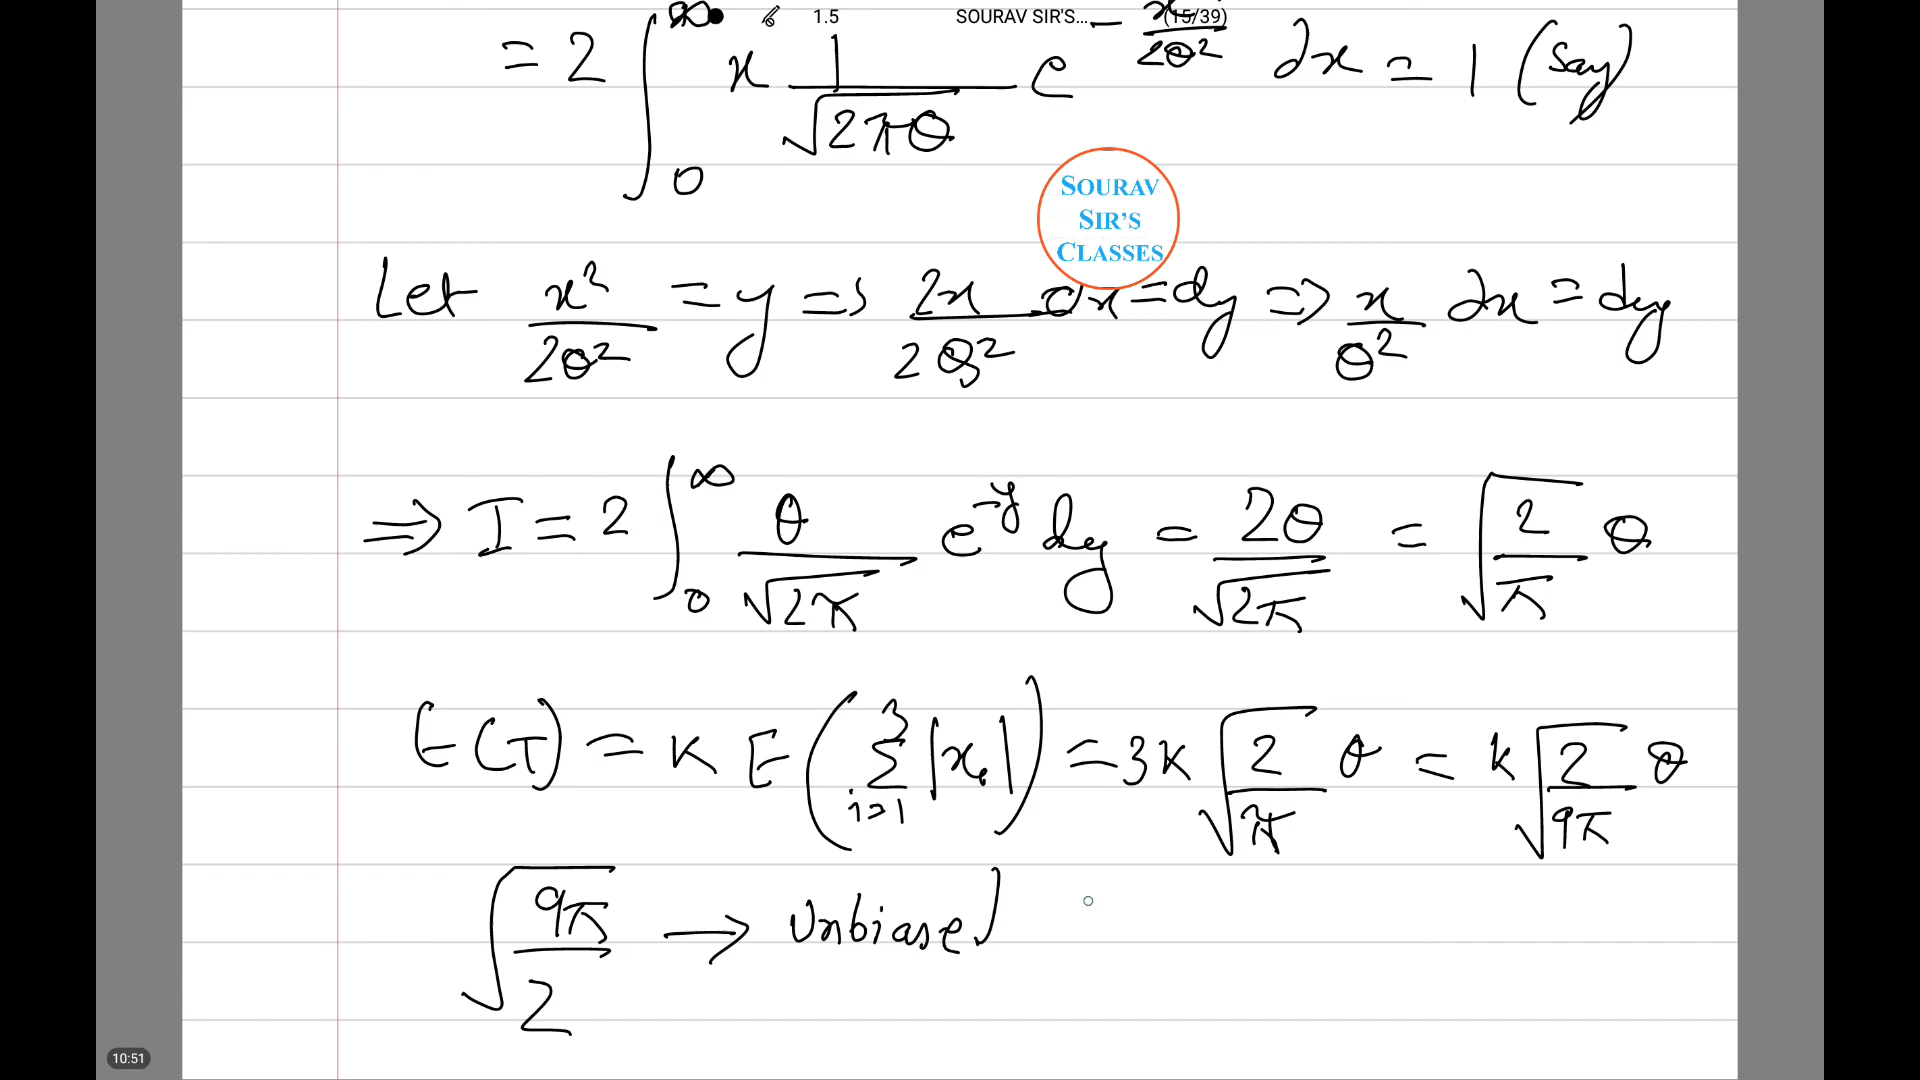 1.5 SOURAV SIR'S... (15/39)
= 2 ∫₀^∞ x 1/√2πθ e^(-x²/2θ²) dx = 1 (Say)
SOURAV
SIR'S
CLASSES
Let x²/2θ² = y => 2x/2θ² dx = dy => x/θ² dx = dy
=> I = 2 ∫₀^∞ θ/√2π e^-y dy = 2θ/√2π = √(2/π) θ
E(T) = K E(Σ_{i=1}^3 |xᵢ|) = 3K √(2/π) θ = k √(2/9π) θ
√(9π/2) → Unbiased
10:51